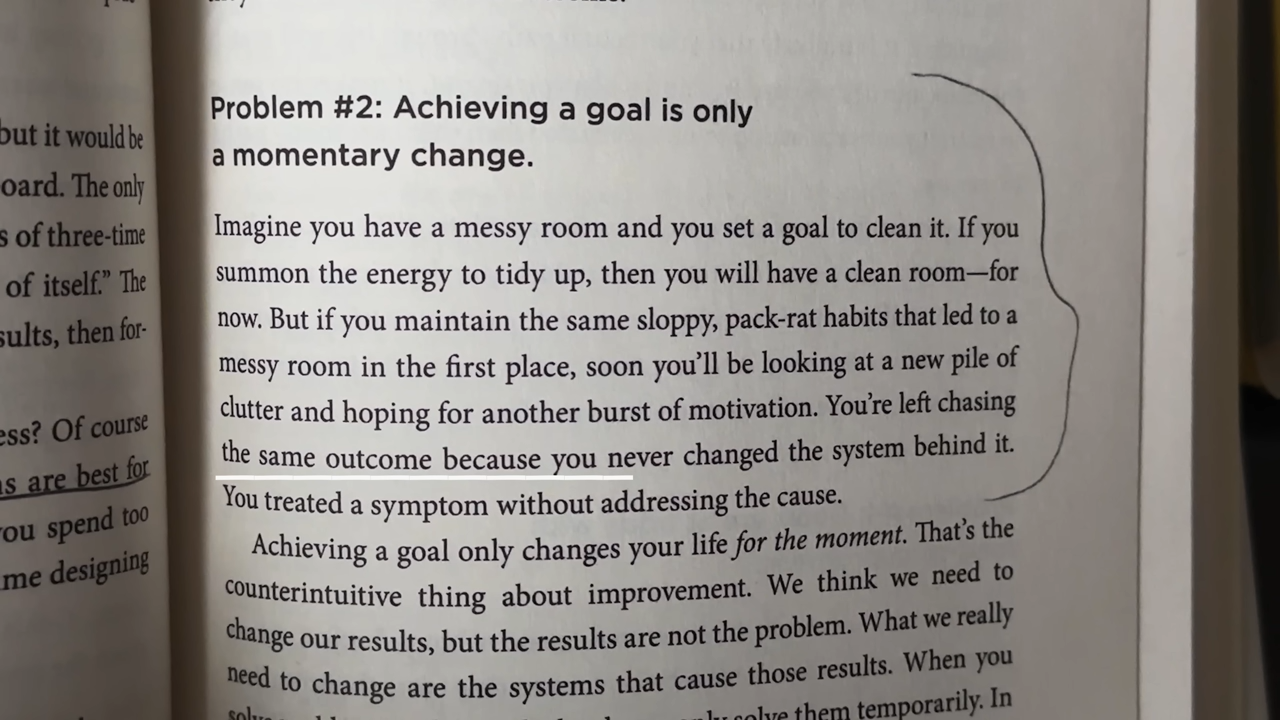 but it would be
oard. The only
s of three-time
of itself.” The
sults, then for-
ess? Of course
s are best for
ou spend too
me designing
Problem #2: Achieving a goal is only
a momentary change.
Imagine you have a messy room and you set a goal to clean it. If you
summon the energy to tidy up, then you will have a clean room—for
now. But if you maintain the same sloppy, pack-rat habits that led to a
messy room in the first place, soon you’ll be looking at a new pile of
clutter and hoping for another burst of motivation. You’re left chasing
the same outcome because you never changed the system behind it.
You treated a symptom without addressing the cause.
Achieving a goal only changes your life for the moment. That’s the
counterintuitive thing about improvement. We think we need to
change our results, but the results are not the problem. What we really
need to change are the systems that cause those results. When you
solve them temporarily. In